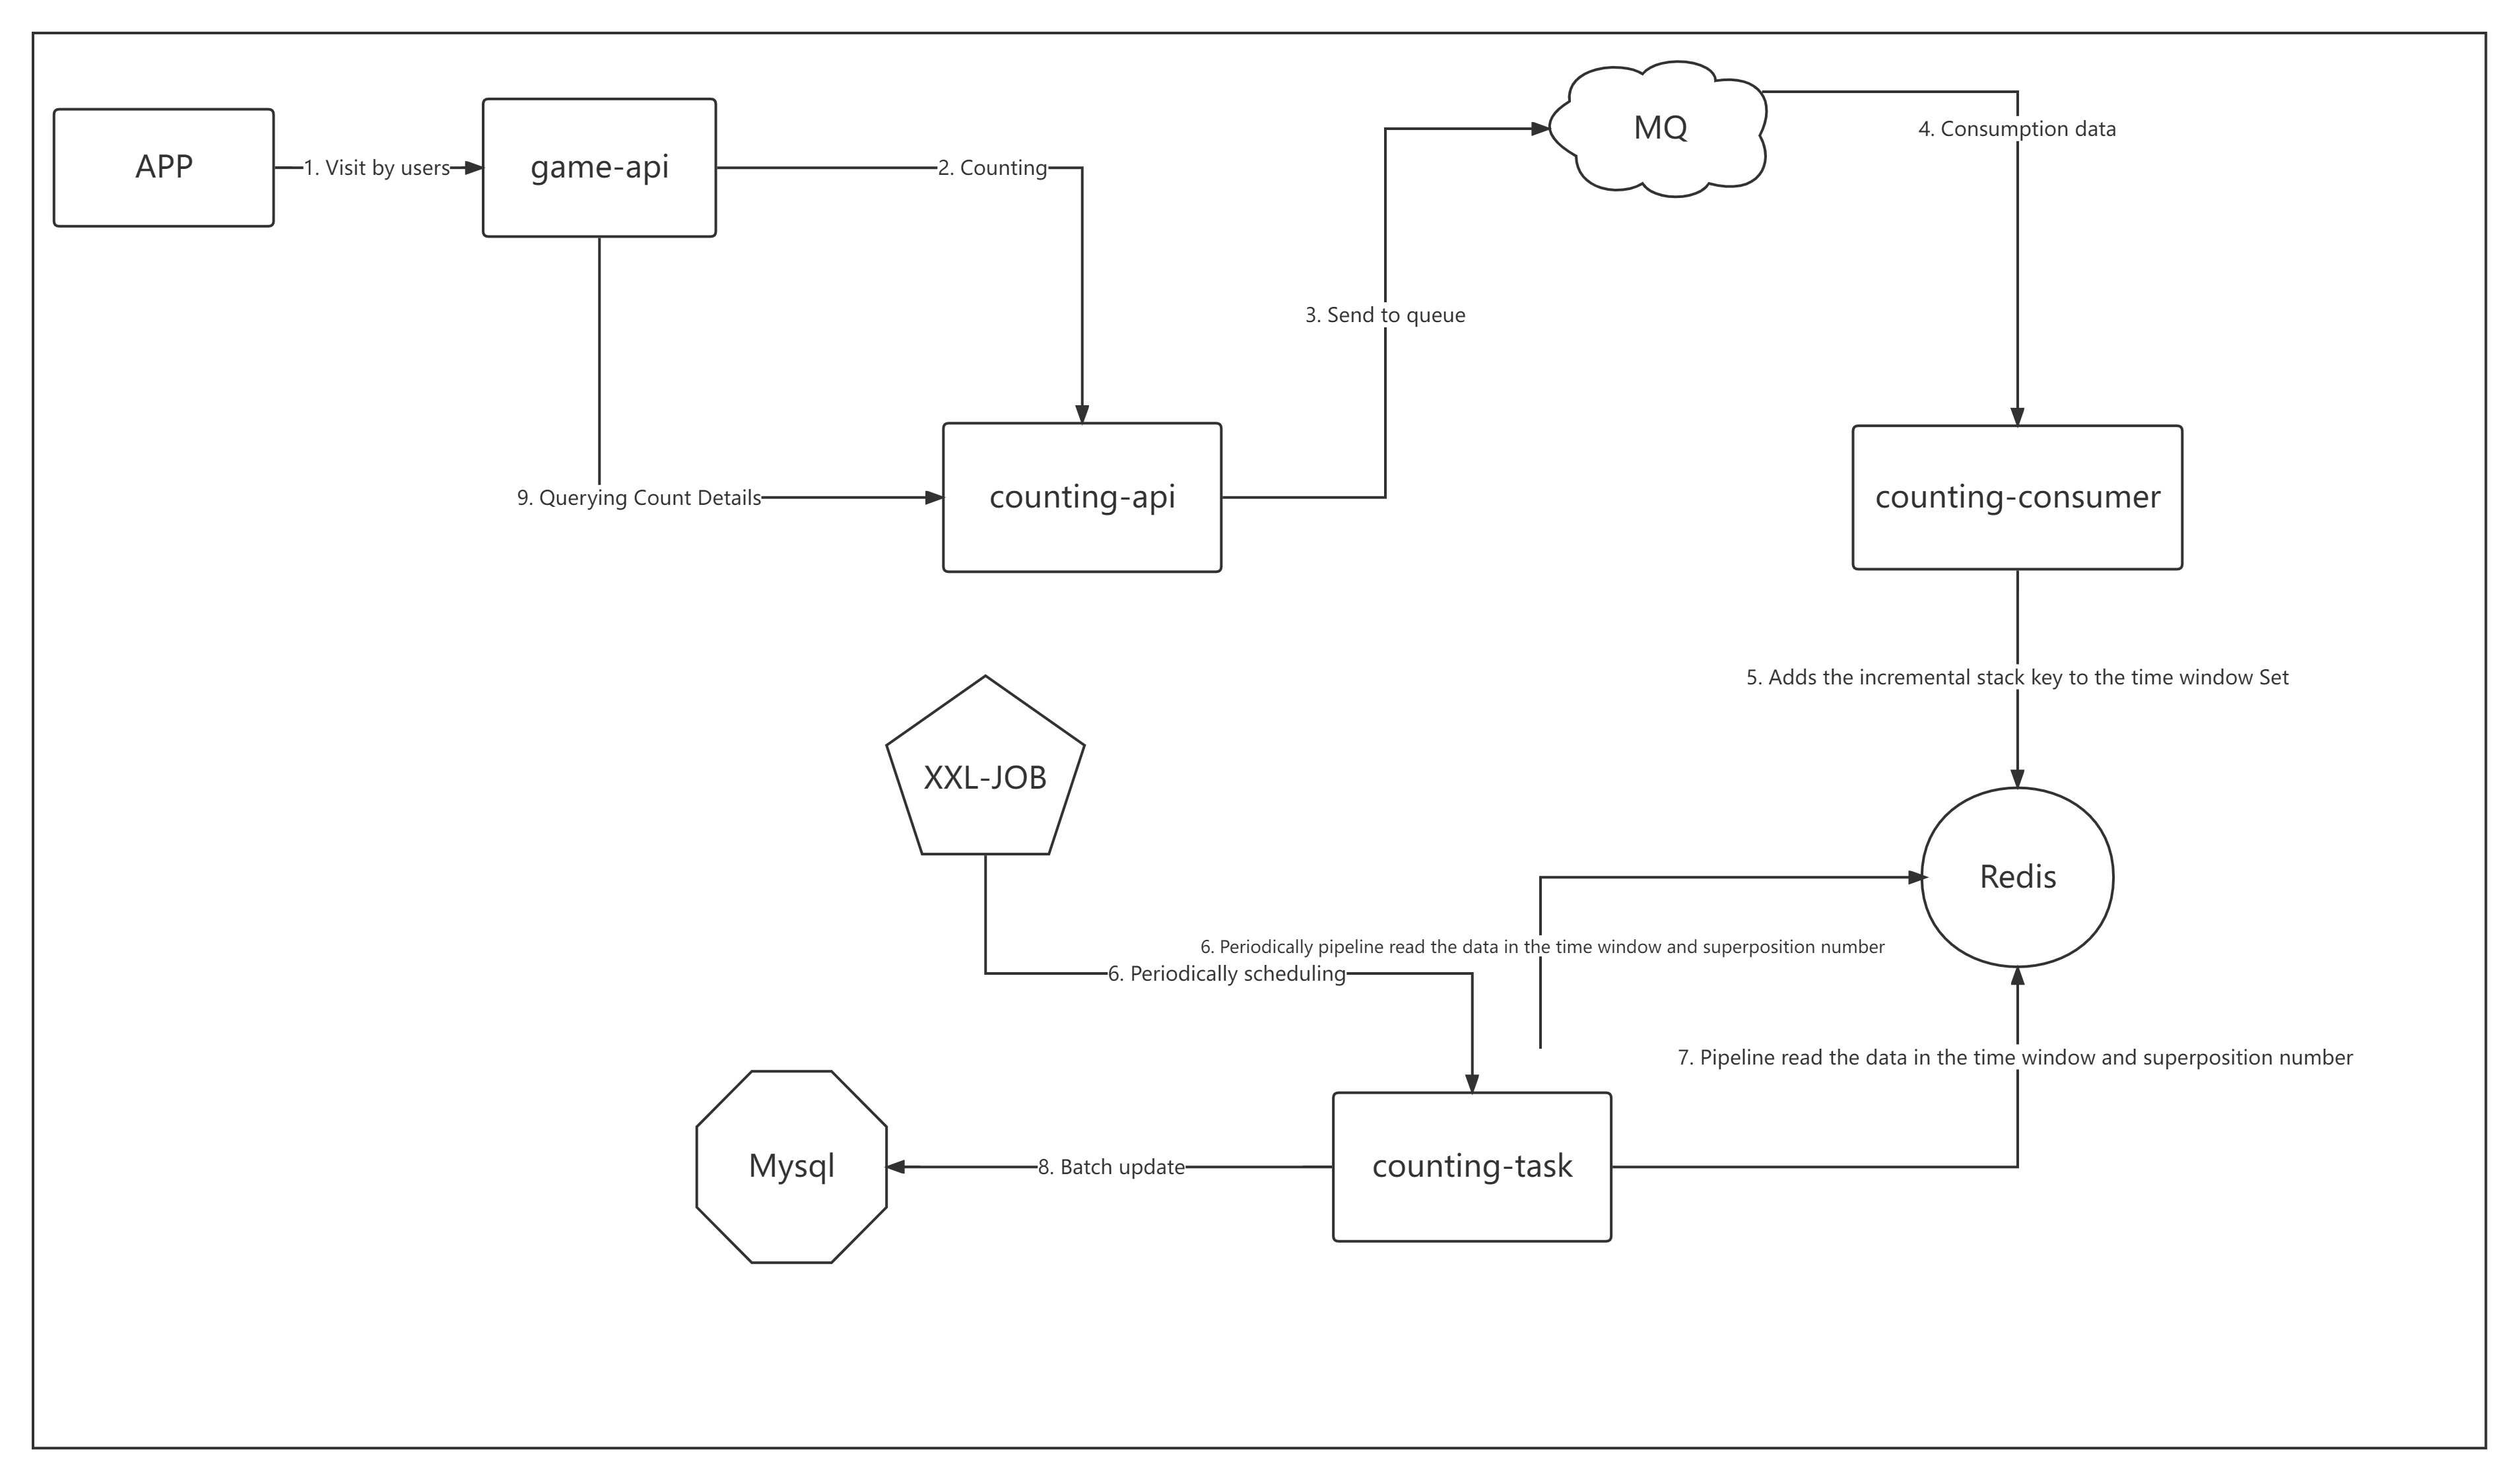 APP
1. Visit by users
game-api
2. Counting
MQ
4. Consumption data
3. Send to queue
9. Querying Count Details
counting-api
counting-consumer
5. Adds the incremental stack key to the time window Set
XXL-JOB
Redis
6. Periodically pipeline read the data in the time window and superposition number
6. Periodically scheduling
7. Pipeline read the data in the time window and superposition number
Mysql
8. Batch update
counting-task